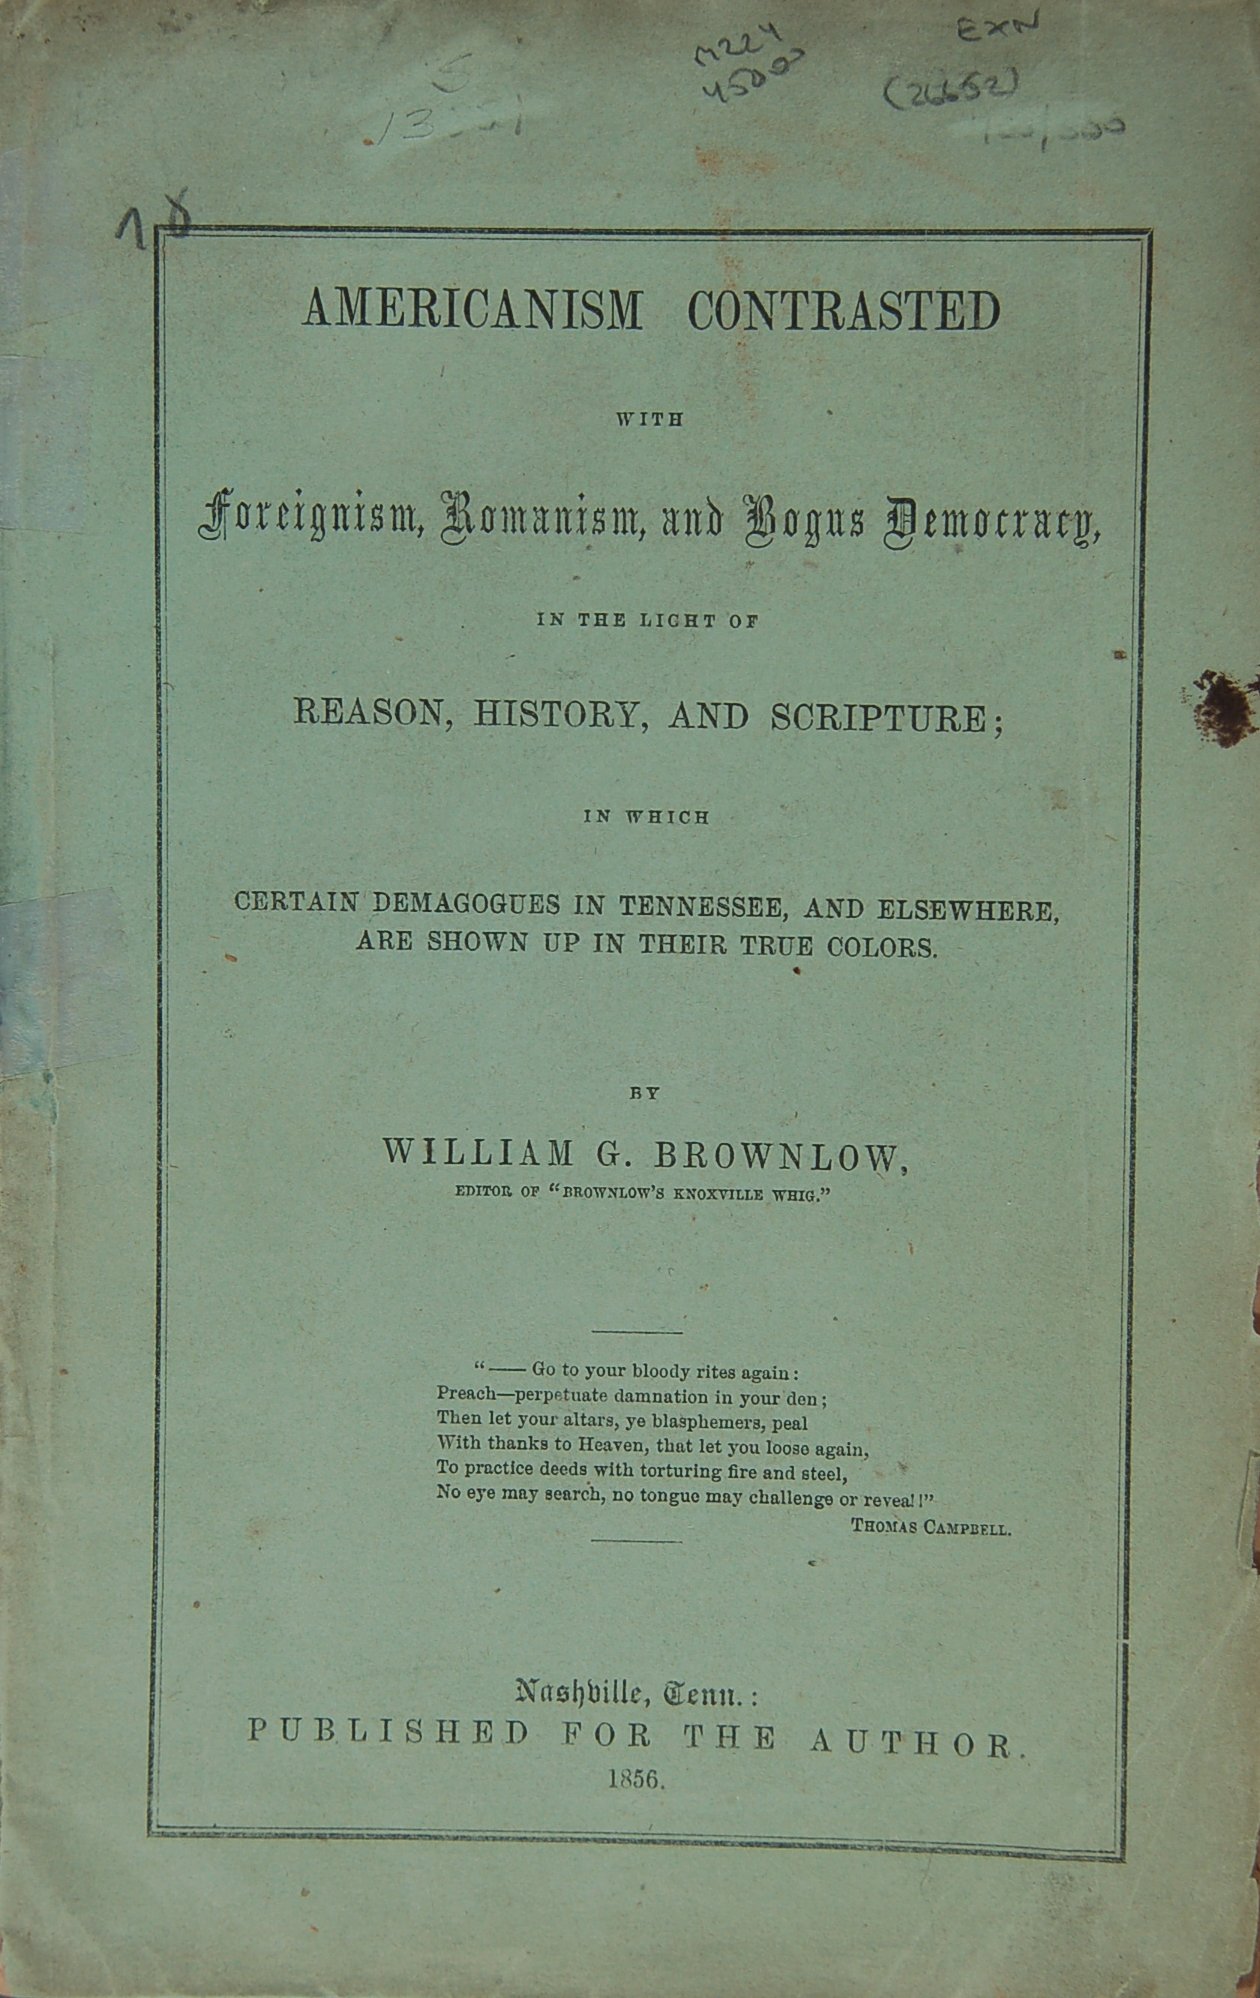 EXN
(26652)
AMERICANISM CONTRASTED
WITH
Foreignism, Romanism, and Bogus Democracy,
IN THE LIGHT OF
REASON, HISTORY, AND SCRIPTURE;
IN WHICH
CERTAIN DEMAGOGUES IN TENNESSEE, AND ELSEWHERE,
ARE SHOWN UP IN THEIR TRUE COLORS.
BY
WILLIAM G. BROWNLOW,
EDITOR OF "BROWNLOW'S KNOXVILLE WHIG."
"—— Go to your bloody rites again:
Preach—perpetuate damnation in your den;
Then let your altars, ye blasphemers, peal
With thanks to Heaven, that let you loose again,
To practice deeds with torturing fire and steel,
No eye may search, no tongue may challenge or reveal!"
THOMAS CAMPBELL.
Nashville, Tenn.:
PUBLISHED FOR THE AUTHOR.
1856.